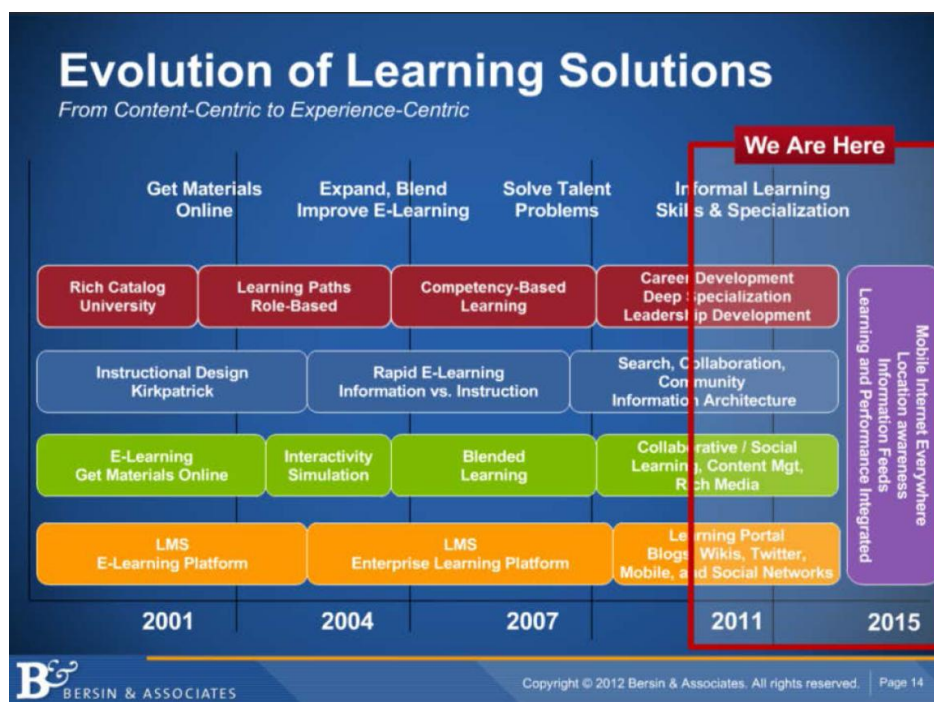 Evolution of Learning Solutions
From Content-Centric to Experience-Centric
We Are Here
Get Materials
Online
Expand, Blend
Improve E-Learning
Solve Talent
Problems
Informal Learning
Skills & Specialization
Rich Catalog
University
Learning Paths
Role-Based
Competency-Based
Learning
Career Development
Deep Specialization
Leadership Development
Instructional Design
Kirkpatrick
Rapid E-Learning
Information vs. Instruction
Search, Collaboration,
Community
Information Architecture
E-Learning
Get Materials Online
Interactivity
Simulation
Blended
Learning
Collaborative / Social
Learning, Content Mgt,
Rich Media
LMS
E-Learning Platform
LMS
Enterprise Learning Platform
Learning Portal
Blogs, Wikis, Twitter,
Mobile, and Social Networks
Mobile Internet Everywhere
Location awareness
Information Feeds
Learning and Performance Integrated
2001
2004
2007
2011
2015
B&
BERSIN & ASSOCIATES
Copyright © 2012 Bersin & Associates. All rights reserved.
Page 14